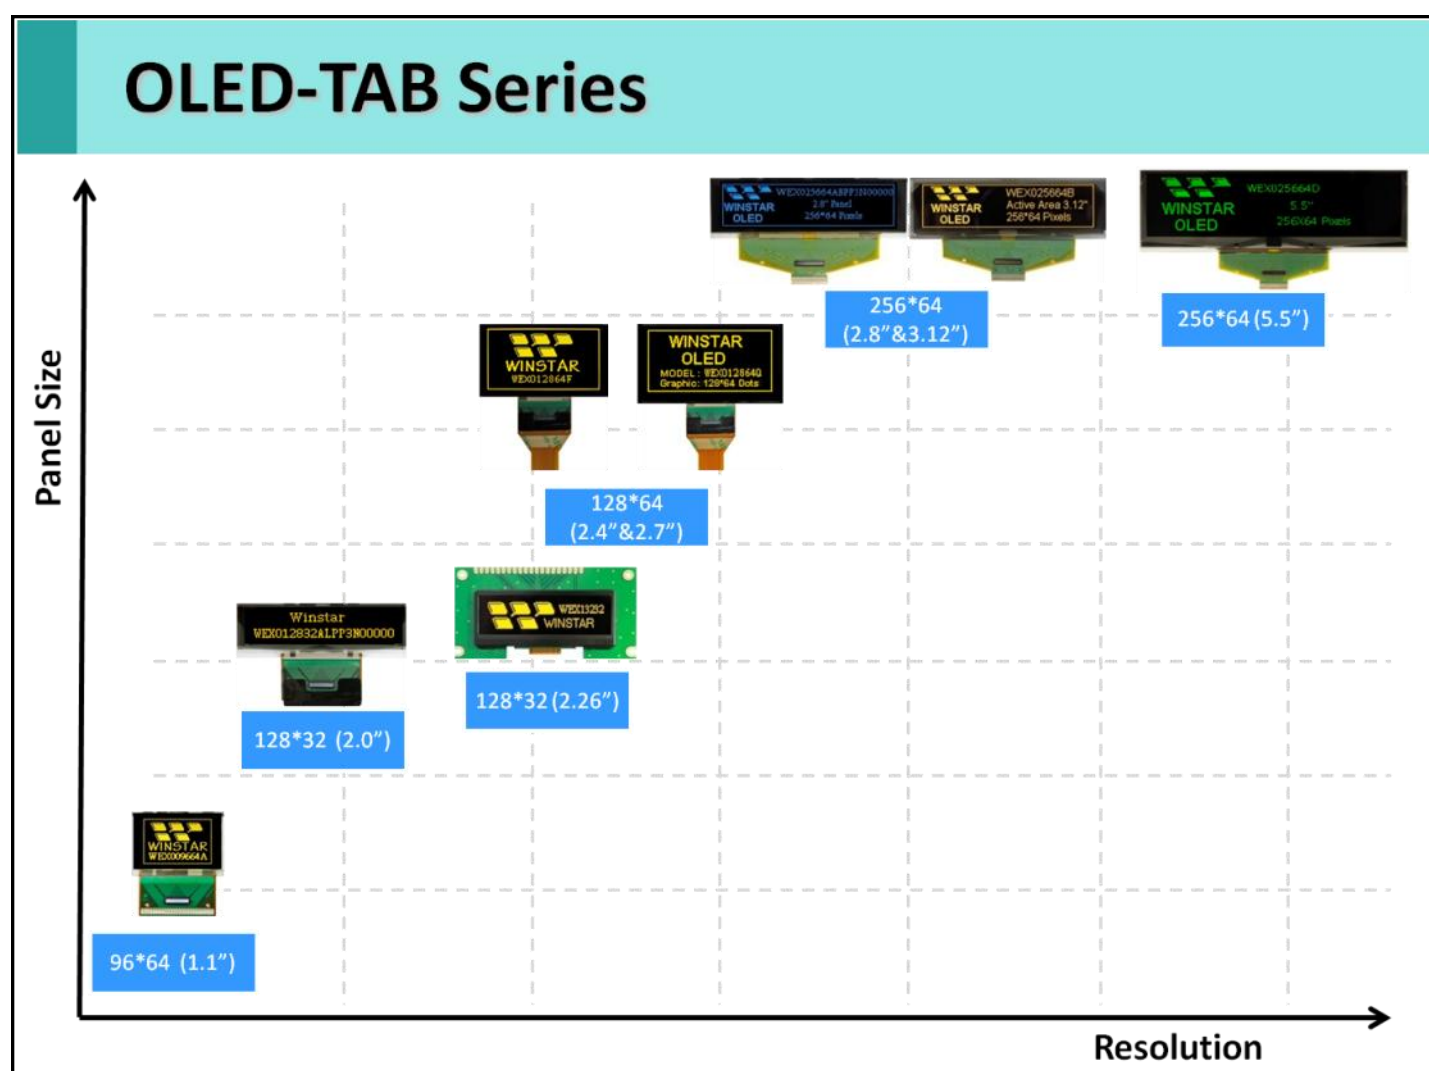 OLED-TAB Series
WEX025664ABPP3N00000
2.8" Panel
256*64 Pixels
WINSTAR
OLED
WEX025664B
Active Area 3.12"
256*64 Pixels
WINSTAR
OLED
WEX025664D
5.5"
256X64 Pixels
WINSTAR
OLED
256*64
(2.8”&3.12”)
256*64 (5.5”)
WINSTAR
WEX012864F
WINSTAR
OLED
MODEL : WEX012864Q
Graphic: 128*64 Dots
128*64
(2.4”&2.7”)
Panel Size
Winstar
WEX012832ALPP3N00000
WEX13232
WINSTAR
128*32 (2.26”)
128*32 (2.0”)
WINSTAR
WEX009664A
96*64 (1.1”)
Resolution